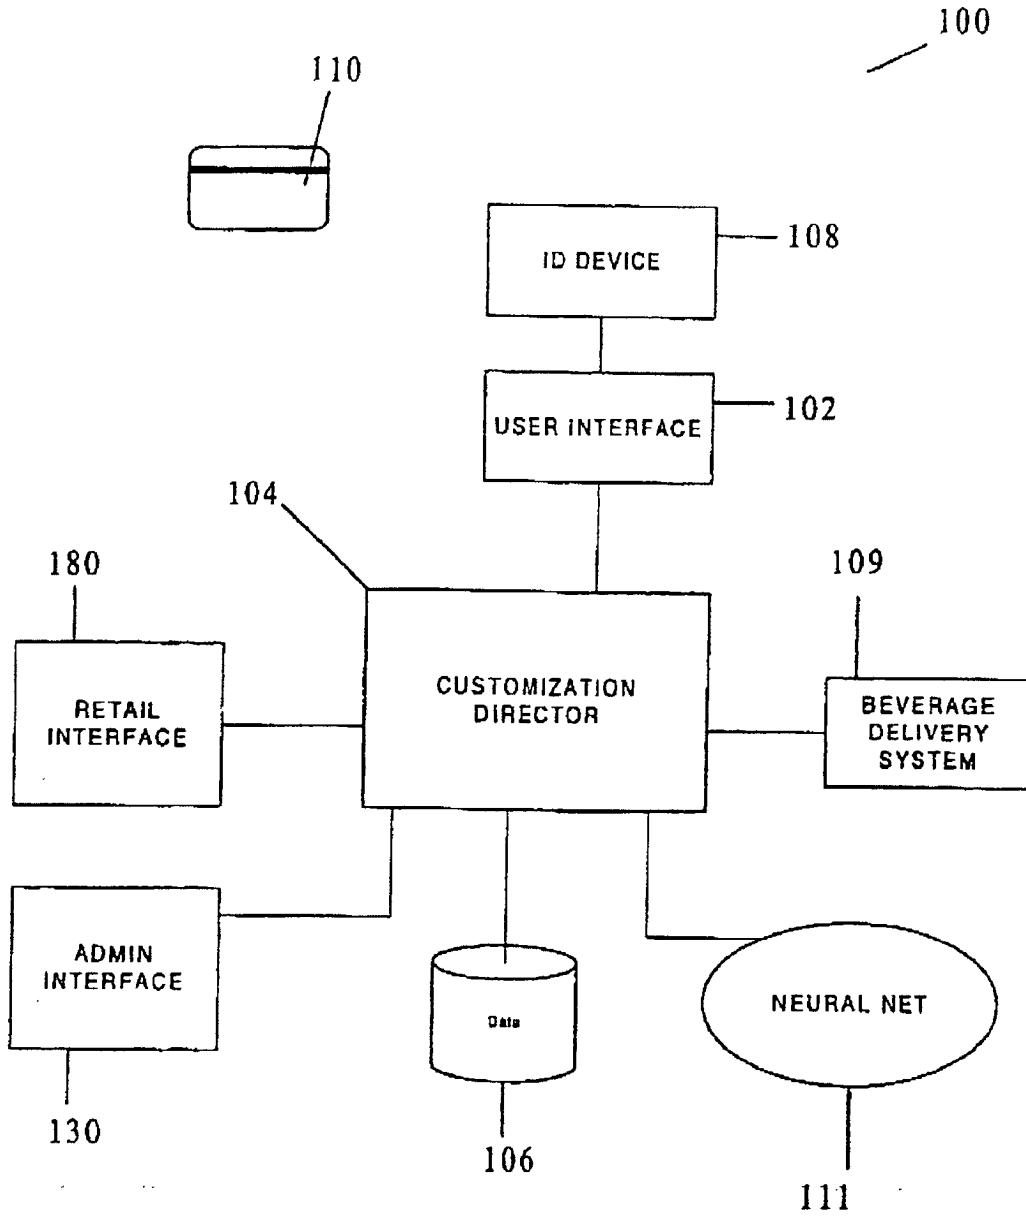 100
110
ID DEVICE
108
USER INTERFACE
102
104
180
109
RETAIL
INTERFACE
CUSTOMIZATION
DIRECTOR
BEVERAGE
DELIVERY
SYSTEM
ADMIN
INTERFACE
Data
NEURAL NET
130
106
111